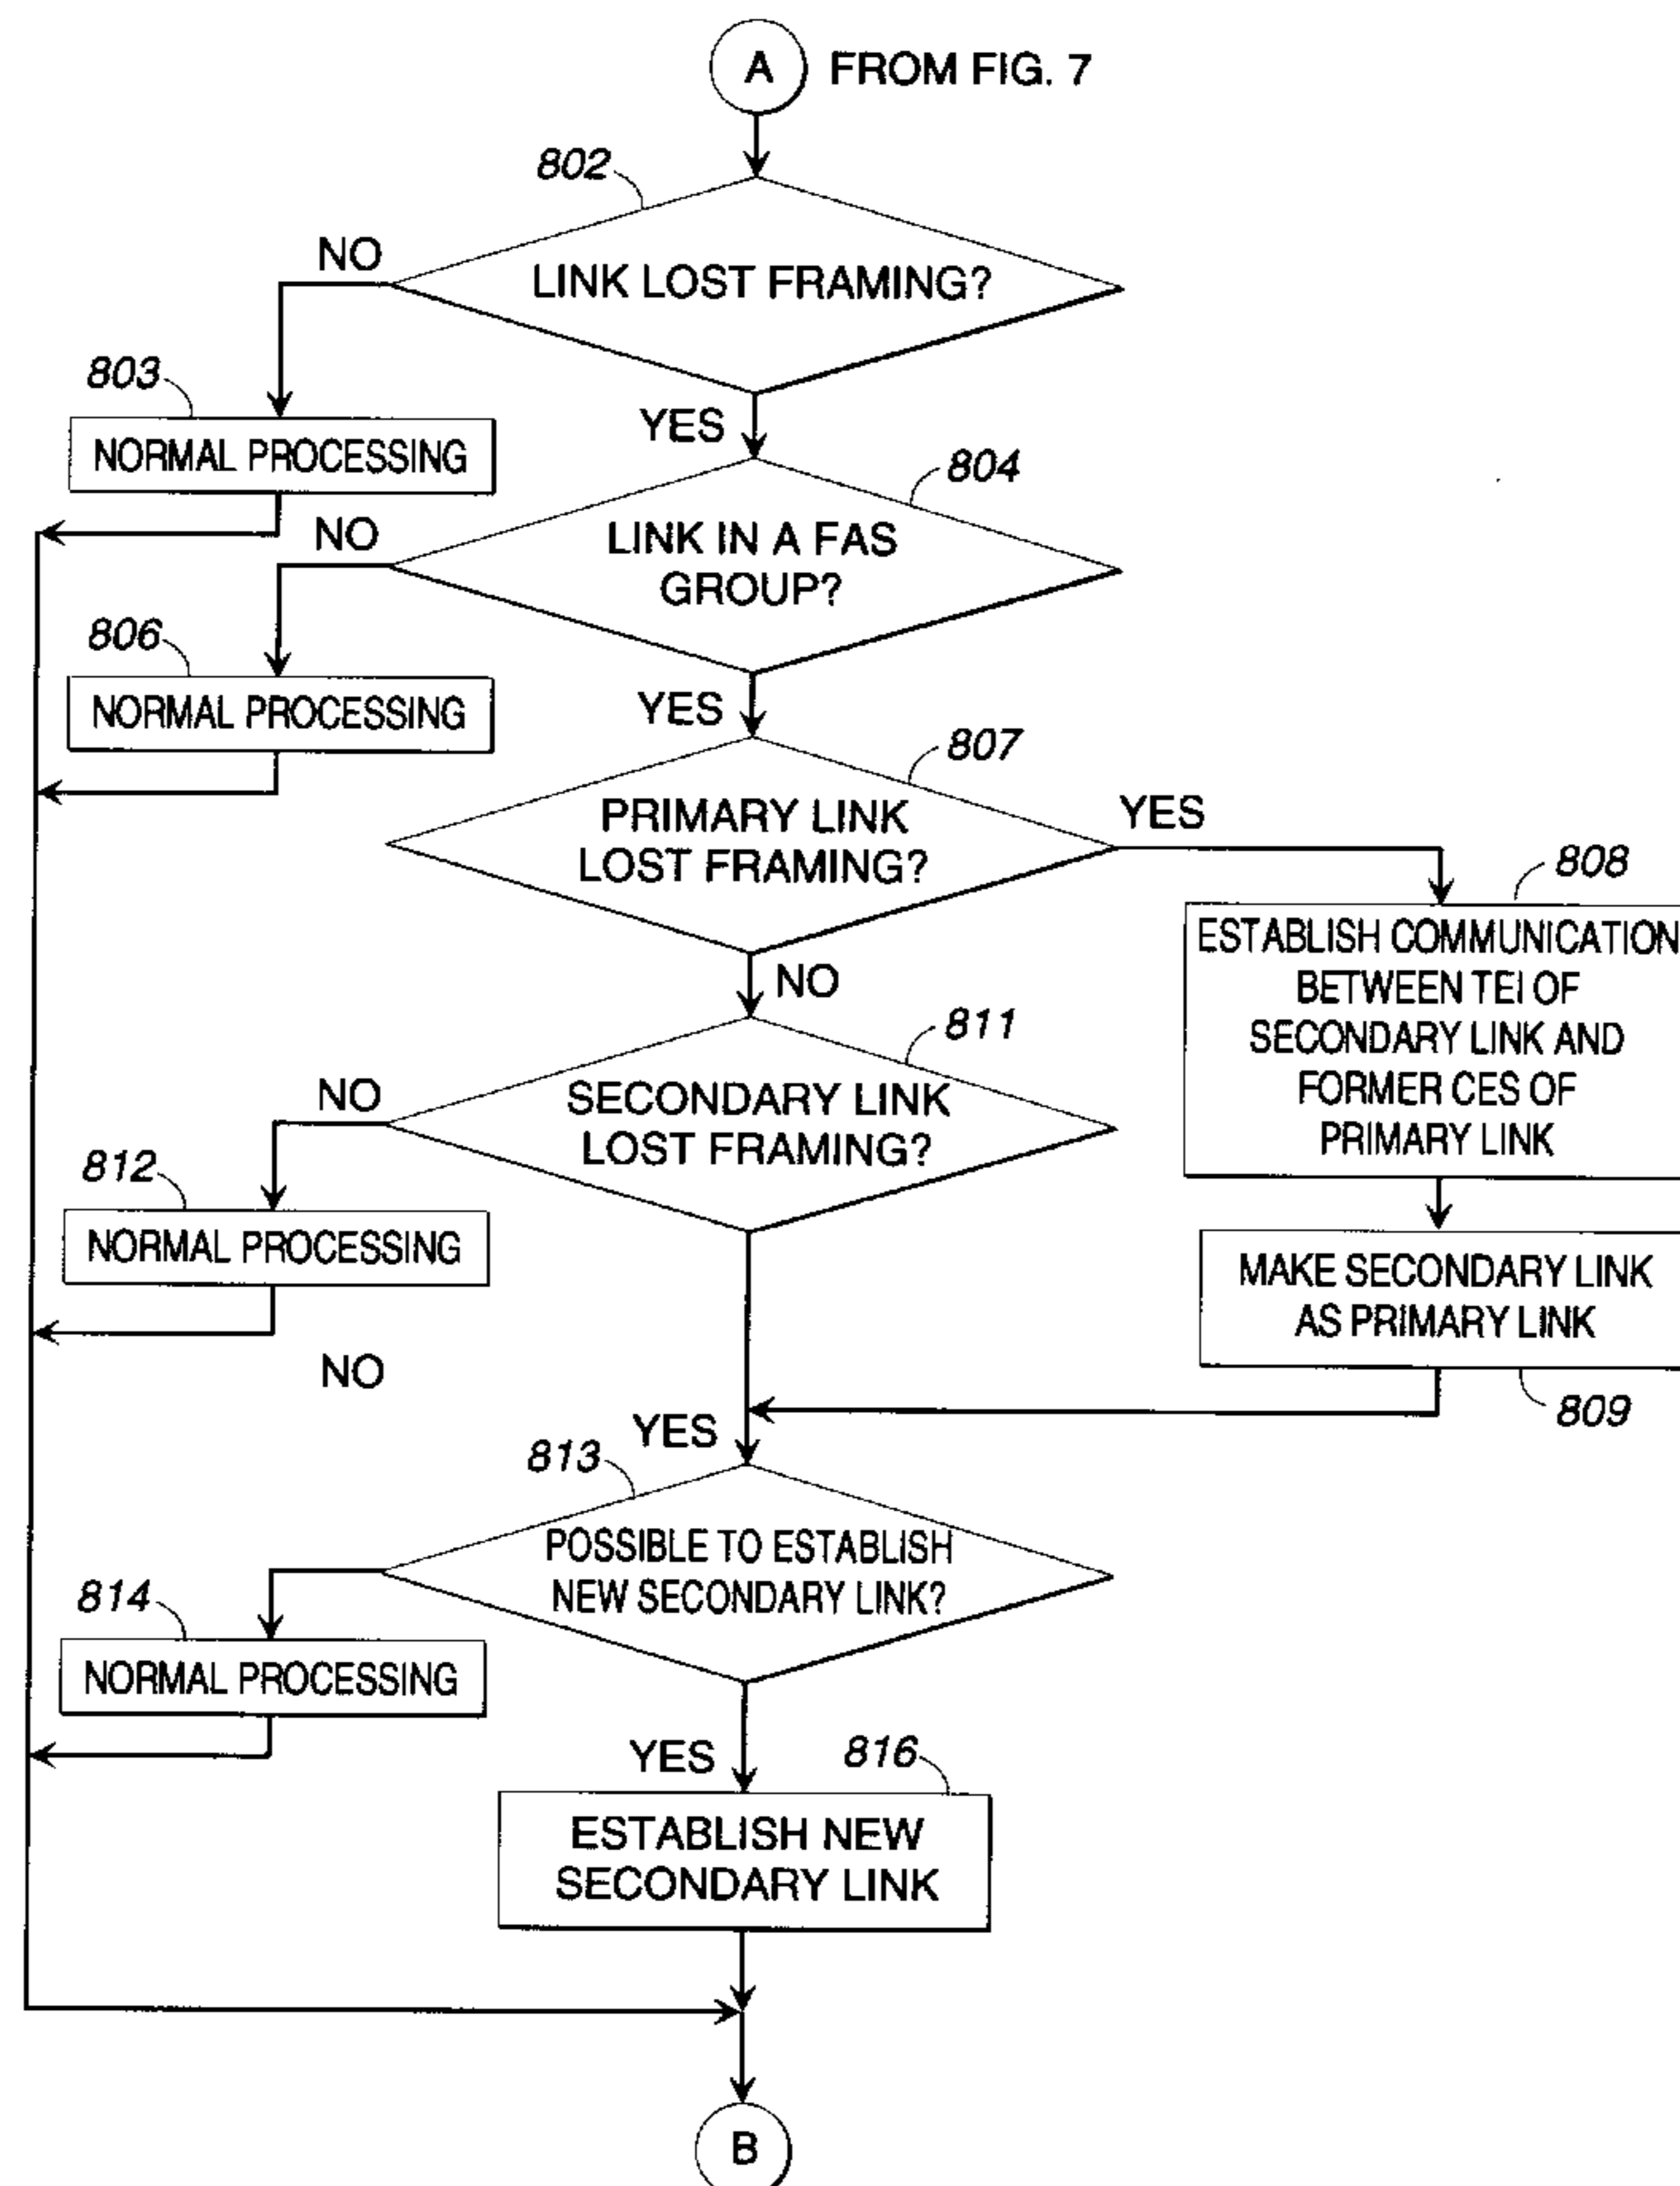 A FROM FIG. 7
802
NO
LINK LOST FRAMING?
803
YES
NORMAL PROCESSING
804
NO
LINK IN A FAS
GROUP?
806
YES
NORMAL PROCESSING
807
PRIMARY LINK
LOST FRAMING?
YES
808
ESTABLISH COMMUNICATION
BETWEEN TEI OF
SECONDARY LINK AND
FORMER CES OF
PRIMARY LINK
NO
811
NO
SECONDARY LINK
LOST FRAMING?
812
NORMAL PROCESSING
MAKE SECONDARY LINK
AS PRIMARY LINK
809
NO
YES
813
POSSIBLE TO ESTABLISH
NEW SECONDARY LINK?
814
NORMAL PROCESSING
YES
816
ESTABLISH NEW
SECONDARY LINK
B